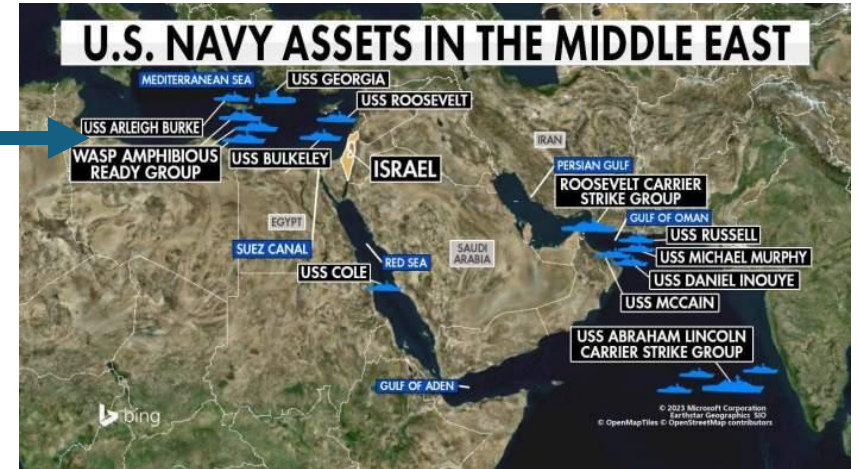 U.S. NAVY ASSETS IN THE MIDDLE EAST
MEDITERRANEAN SEA
USS GEORGIA
USS ROOSEVELT
USS ARLEIGH BURKE
WASP AMPHIBIOUS
READY GROUP
USS BULKELEY
ISRAEL
IRAN
PERSIAN GULF
ROOSEVELT CARRIER
STRIKE GROUP
GULF OF OMAN
EGYPT
USS RUSSELL
SUEZ CANAL
SAUDI
ARABIA
USS MICHAEL MURPHY
RED SEA
USS COLE
USS DANIEL INOUYE
USS MCCAIN
USS ABRAHAM LINCOLN
CARRIER STRIKE GROUP
GULF OF ADEN
bing
© 2023 Microsoft Corporation
Earthstar Geographics SIO
© OpenMapTiles © OpenStreetMap contributors